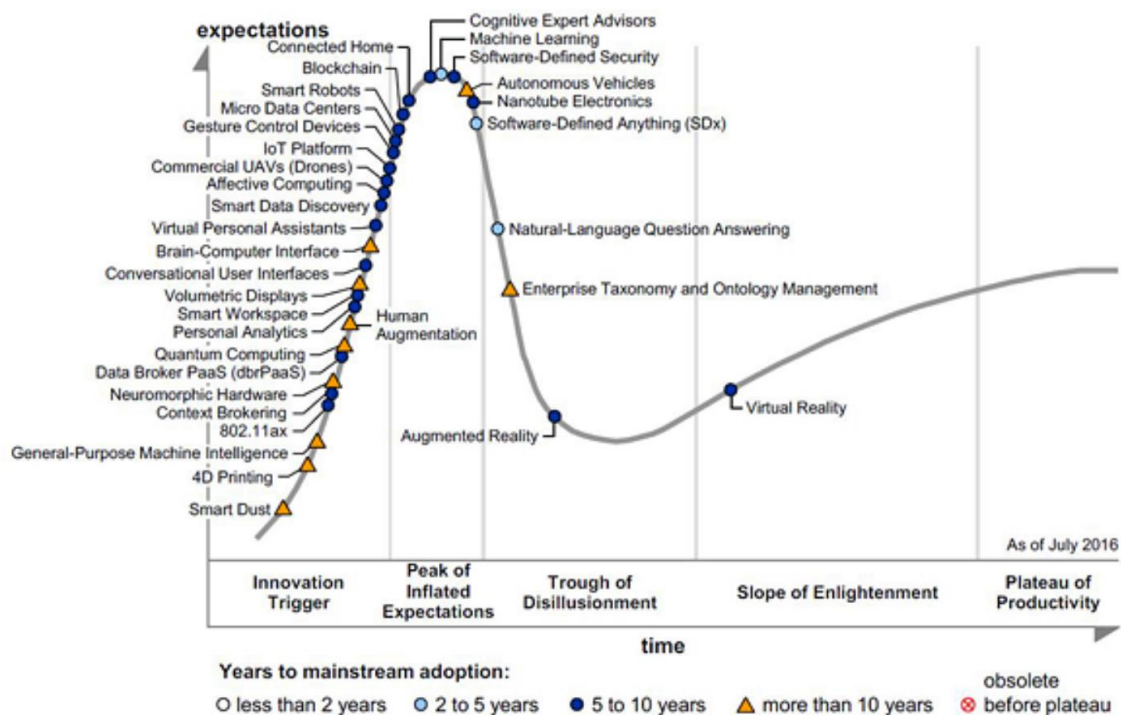 expectations
Cognitive Expert Advisors
Machine Learning
Connected Home
Software-Defined Security
Blockchain
Autonomous Vehicles
Smart Robots
Nanotube Electronics
Micro Data Centers
Software-Defined Anything (SDx)
Gesture Control Devices
IoT Platform
Commercial UAVs (Drones)
Affective Computing
Smart Data Discovery
Virtual Personal Assistants
Natural-Language Question Answering
Brain-Computer Interface
Conversational User Interfaces
Enterprise Taxonomy and Ontology Management
Volumetric Displays
Smart Workspace
Human
Augmentation
Personal Analytics
Quantum Computing
Data Broker PaaS (dbrPaaS)
Neuromorphic Hardware
Context Brokering
Virtual Reality
802.11ax
Augmented Reality
General-Purpose Machine Intelligence
4D Printing
Smart Dust
As of July 2016
Innovation
Trigger
Peak of
Inflated
Expectations
Trough of
Disillusionment
Slope of Enlightenment
Plateau of
Productivity
time
Years to mainstream adoption:
less than 2 years
2 to 5 years
5 to 10 years
more than 10 years
obsolete
before plateau